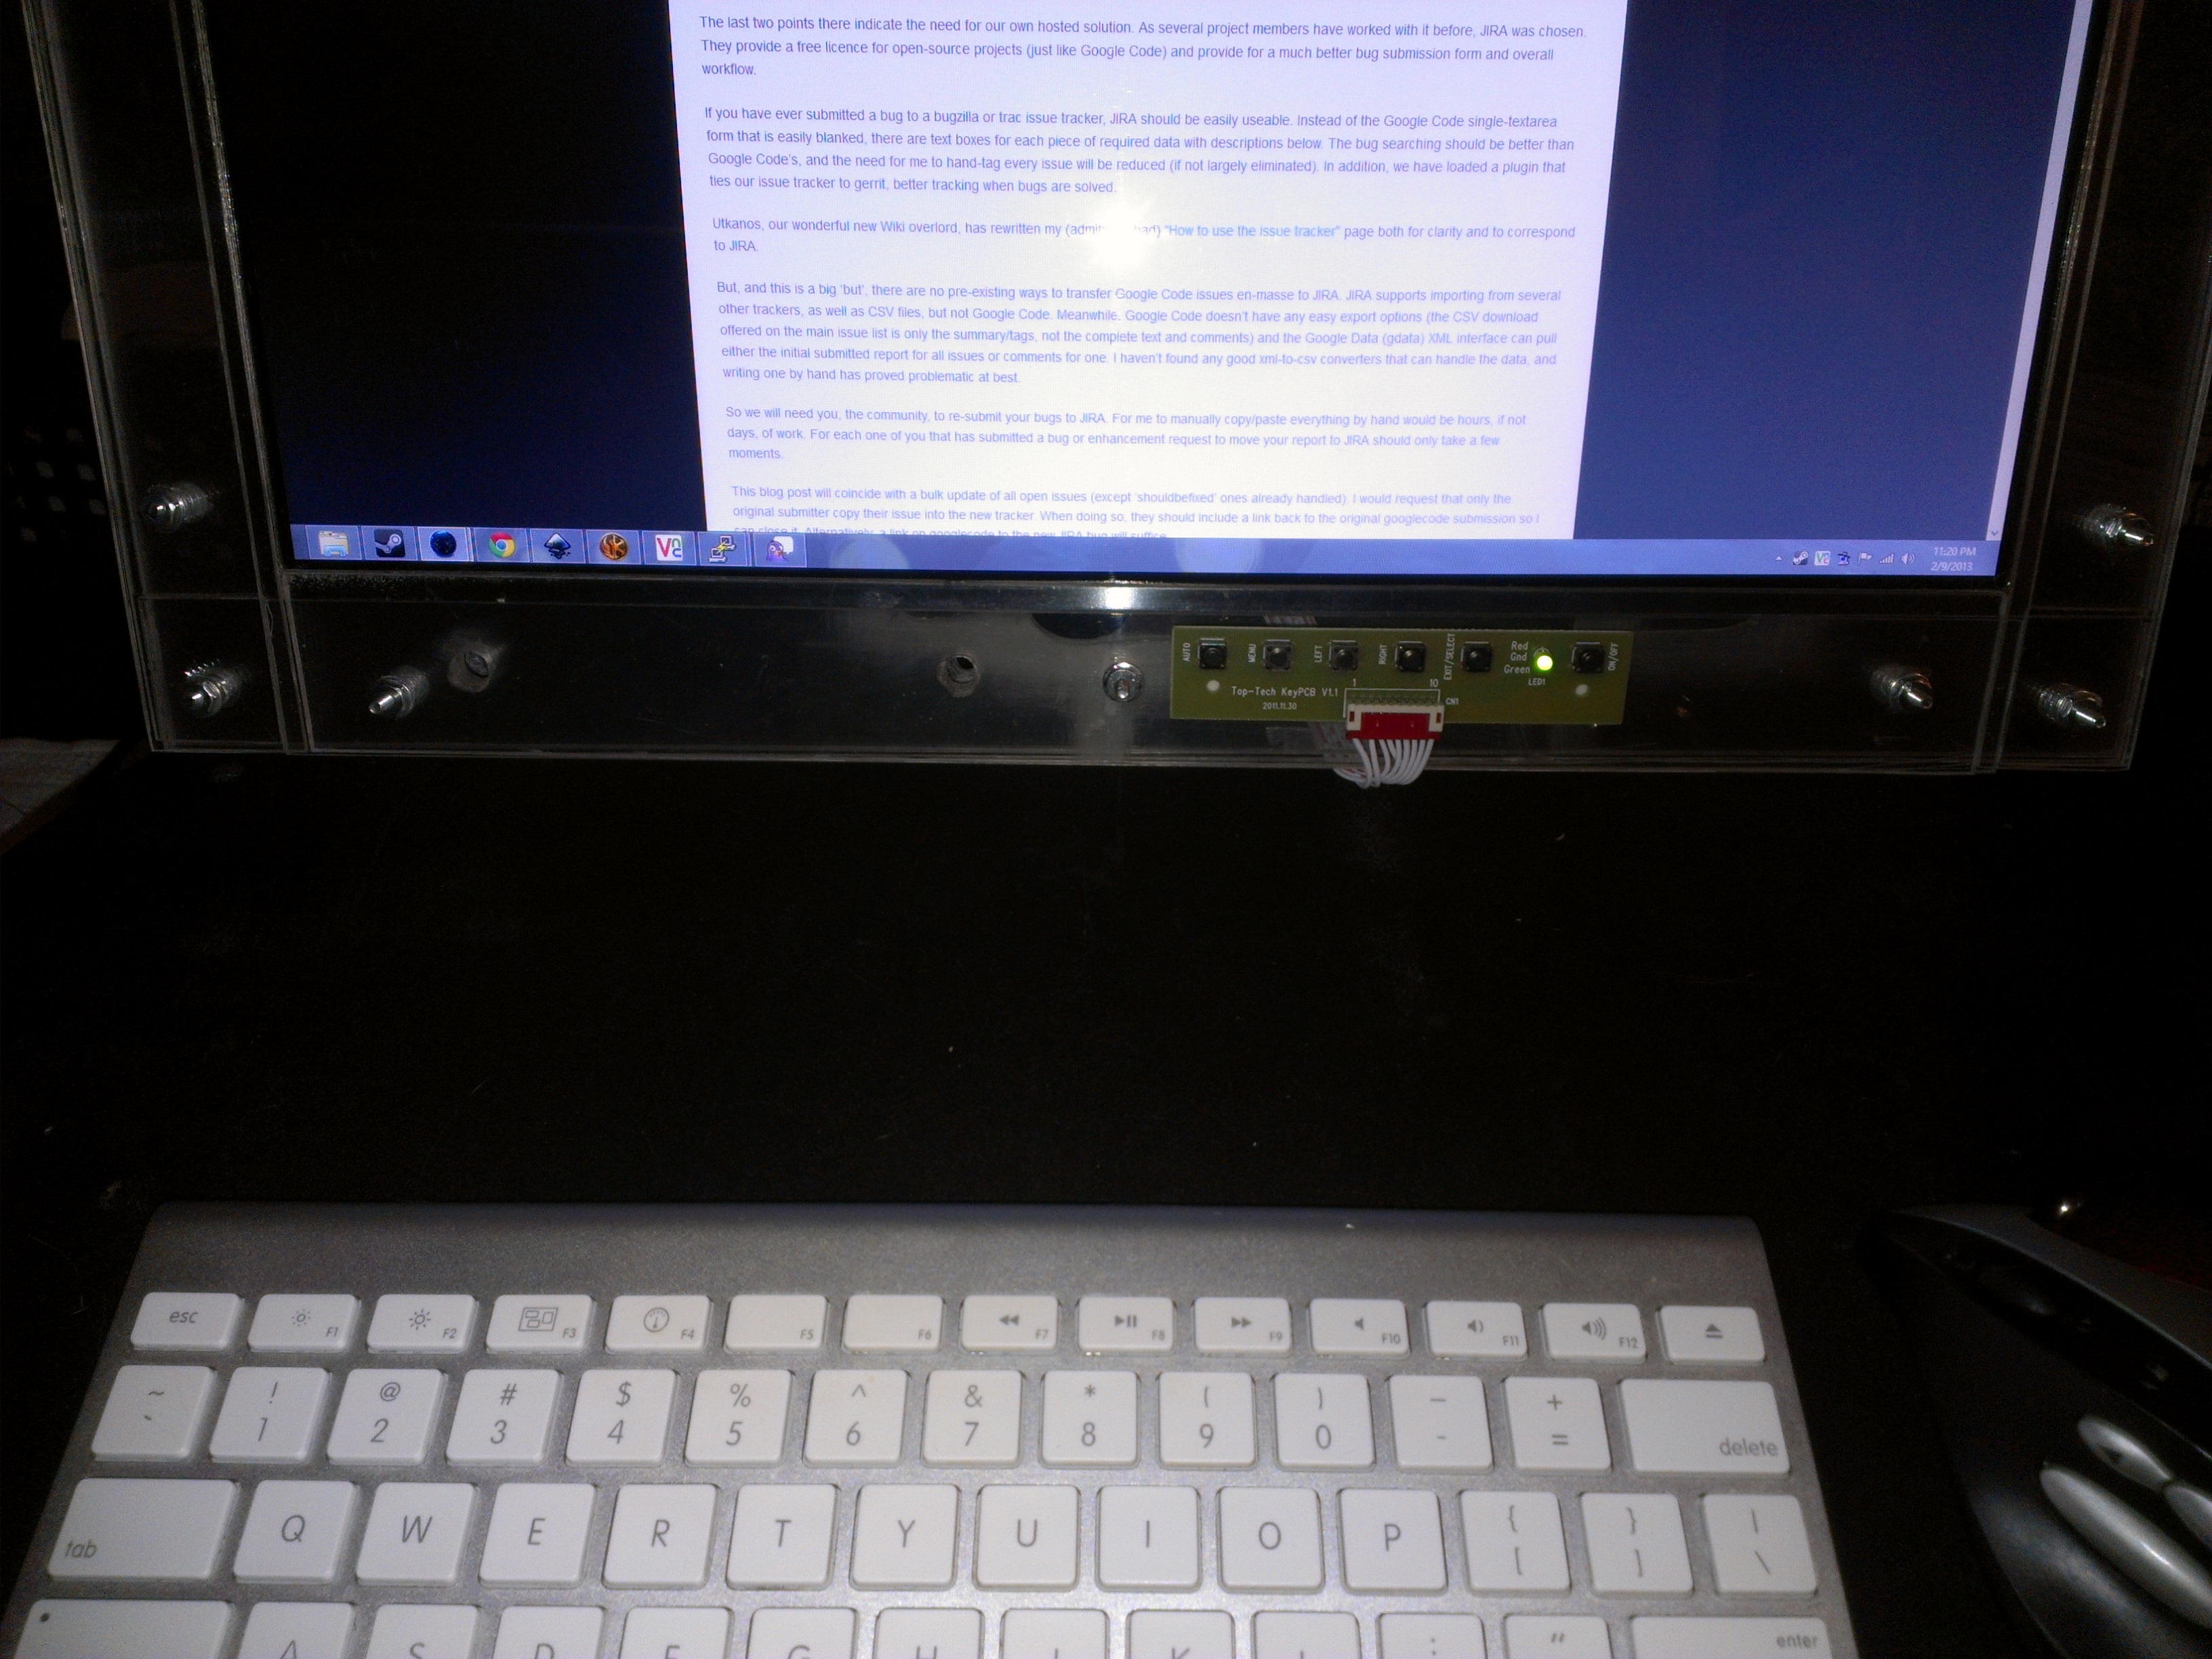 The last two points there indicate the need for our own hosted solution. As several project members have worked with it before, JIRA was chosen.
They provide a free licence for open-source projects (just like Google Code) and provide for a much better bug submission form and overall
workflow.
If you have ever submitted a bug to a bugzilla or trac issue tracker, JIRA should be easily useable. Instead of the Google Code single-textarea
form that is easily blanked, there are text boxes for each piece of required data with descriptions below. The bug searching should be better than
Google Code's, and the need for me to hand-tag every issue will be reduced (if not largely eliminated). In addition, we have loaded a plugin that
ties our issue tracker to gerrit, better tracking when bugs are solved.
Utkanos, our wonderful new Wiki overlord, has rewritten my "How to use the issue tracker" page both for clarity and to correspond
to JIRA.
But, and this is a big 'but', there are no pre-existing ways to transfer Google Code issues en-masse to JIRA. JIRA supports importing from several
other trackers, as well as CSV files, but not Google Code. Meanwhile, Google Code doesn't have any easy export options (the CSV download
offered on the main issue list is only the summary/tags, not the complete text and comments) and the Google Data (gdata) XML interface can pull
either the initial submitted report for all issues or comments for one. I haven't found any good xml-to-csv converters that can handle the data, and
writing one by hand has proved problematic at best.
So we will need you, the community, to re-submit your bugs to JIRA. For me to manually copy/paste everything by hand would be hours, if not
days, of work. For each one of you that has submitted a bug or enhancement request to move your report to JIRA should only take a few
moments.
This blog post will coincide with a bulk update of all open issues (except 'shouldbefixed' ones already handled). I would request that only the
original submitter copy their issue into the new tracker. When doing so, they should include a link back to the original googlecode submission so I
can close it. Alternatively, a link on googlecode to the new JIRA bug will suffice.
11:20 PM
2/9/2013
AUTO MENU LEFT RIGHT EXIT/SELECT Red ON/OFF
Gnd
Green
LED1
Top-Tech KeyPCB V1.1 1 10 CN1
2011.11.30
esc F1 F2 F3 F4 F5 F6 F7 F8 F9 F10 F11 F12
~ ! @ # $ % ^ & * ( ) – +
` 1 2 3 4 5 6 7 8 9 0 - = delete
tab Q W E R T Y U I O P { } |
[ ] \
A S D F G H J K L : " enter